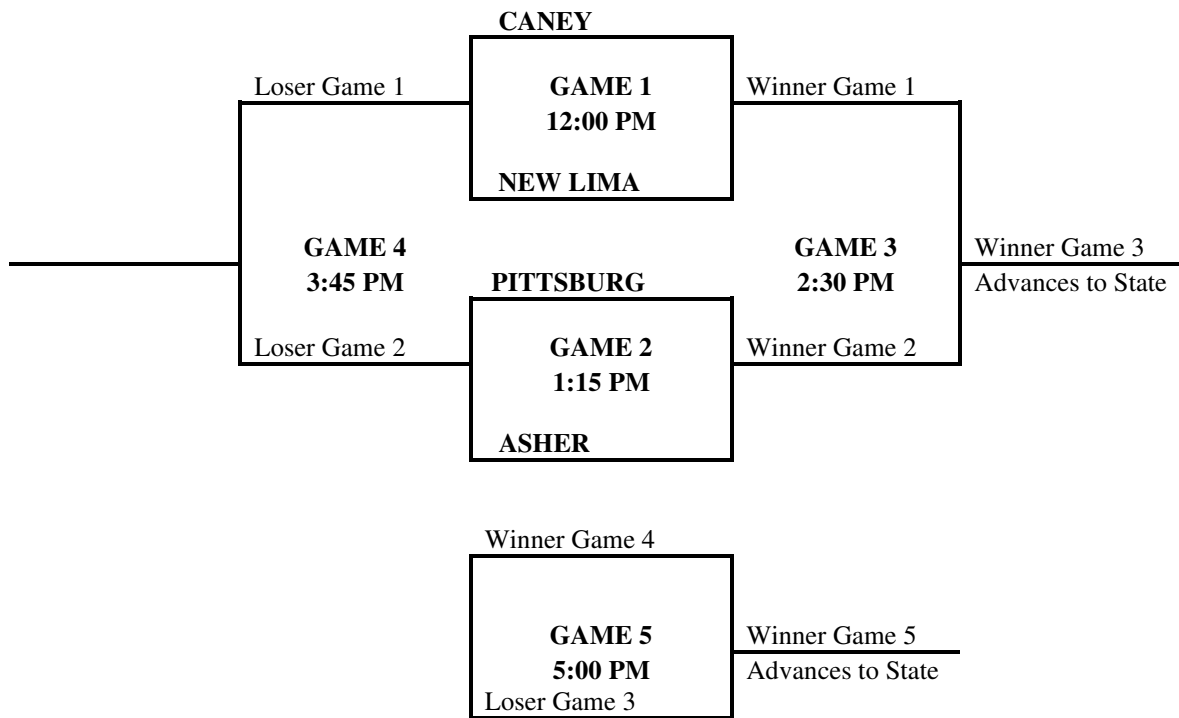 CANEY
Loser Game 1
GAME 1
Winner Game 1
12:00 PM
NEW LIMA
GAME 4
GAME 3
Winner Game 3
3:45 PM
PITTSBURG
2:30 PM
Advances to State
Loser Game 2
GAME 2
Winner Game 2
1:15 PM
ASHER
Winner Game 4
GAME 5
Winner Game 5
5:00 PM
Advances to State
Loser Game 3